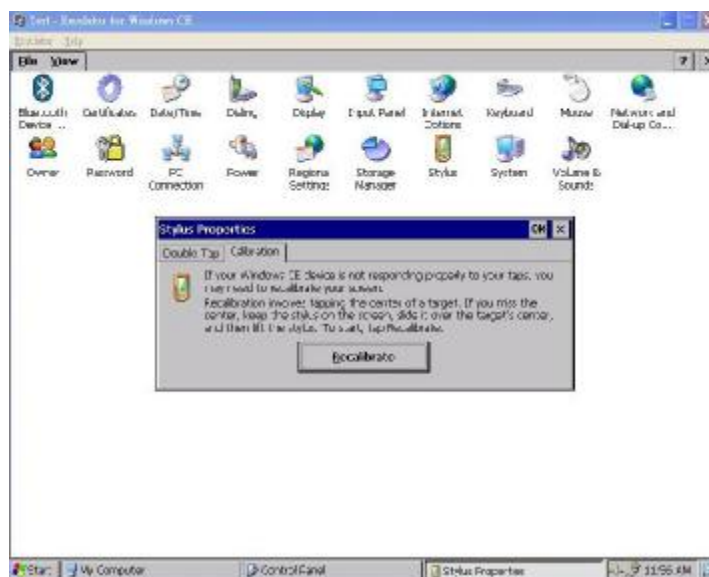 Test - Emulator for Windows CE
Emulator Help
File View
? ×
Bluetooth Device ...
Certificates
Date/Time
Dialing
Display
Input Panel
Internet Options
Keyboard
Mouse
Network and Dial-up Co...
Owner
Password
PC Connection
Power
Regional Settings
Storage Manager
Stylus
System
Volume & Sounds
Stylus Properties OK ×
Double Tap Calibration
If your Windows CE device is not responding properly to your taps, you
may need to recalibrate your screen.
Recalibration involves tapping the center of a target. If you miss the
center, keep the stylus on the screen, slide it over the target's center,
and then lift the stylus. To start, tap Recalibrate.
Recalibrate
Start My Computer Control Panel Stylus Properties 11:56 AM